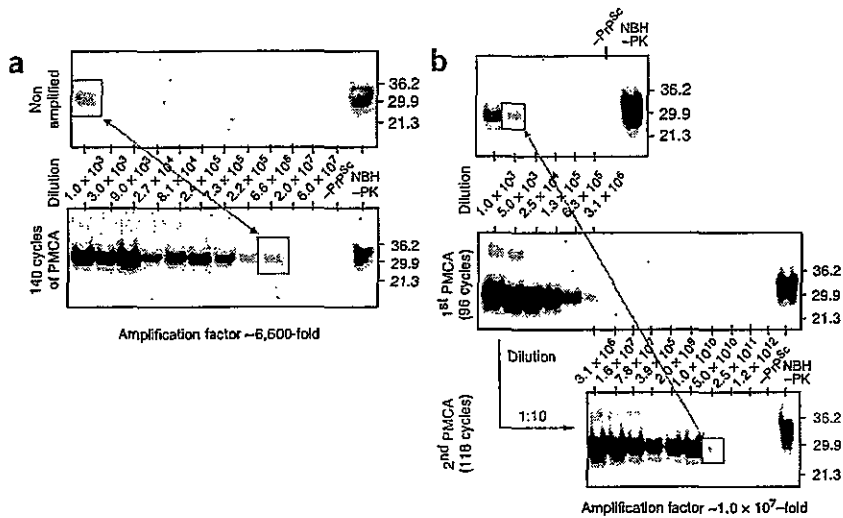 a
Non
amplified
36.2
29.9
21.3
Dilution
1.0 × 10³
3.0 × 10³
9.0 × 10³
2.7 × 10⁴
8.1 × 10⁴
2.4 × 10⁵
7.3 × 10⁵
2.2 × 10⁵
6.6 × 10⁶
2.0 × 10⁷
6.0 × 10⁷
–PrPSc
NBH
–PK
140 cycles
of PMCA
36.2
29.9
21.3
Amplification factor ~6,600-fold
b
–PrPSc
NBH
–PK
36.2
29.9
21.3
Dilution
1.0 × 10³
5.0 × 10³
2.5 × 10⁴
1.3 × 10⁵
6.3 × 10⁵
3.1 × 10⁶
1st PMCA
(96 cycles)
36.2
29.9
21.3
Dilution
3.1 × 10⁶
1.6 × 10⁷
7.8 × 10⁷
2.0 × 10⁹
1.0 × 10¹⁰
5.0 × 10¹⁰
2.5 × 10¹¹
1.2 × 10¹²
–PrPSc
NBH
–PK
1:10
2nd PMCA
(118 cycles)
36.2
29.9
21.3
Amplification factor ~1.0 × 10⁷–fold